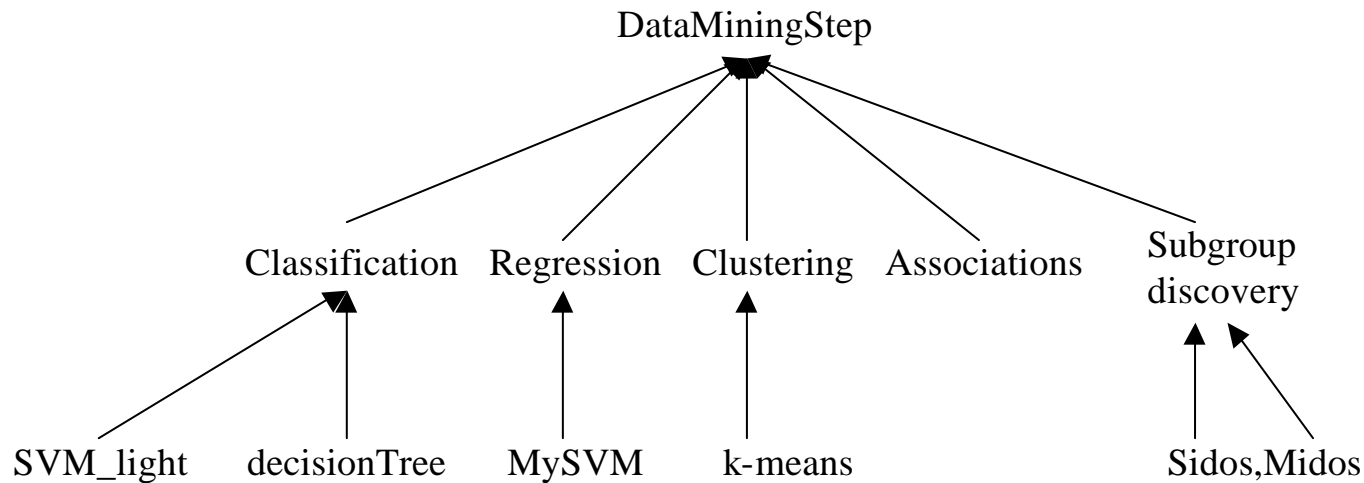 DataMiningStep
Classification Regression Clustering Associations Subgroup
discovery
SVM_light decisionTree MySVM k-means Sidos,Midos